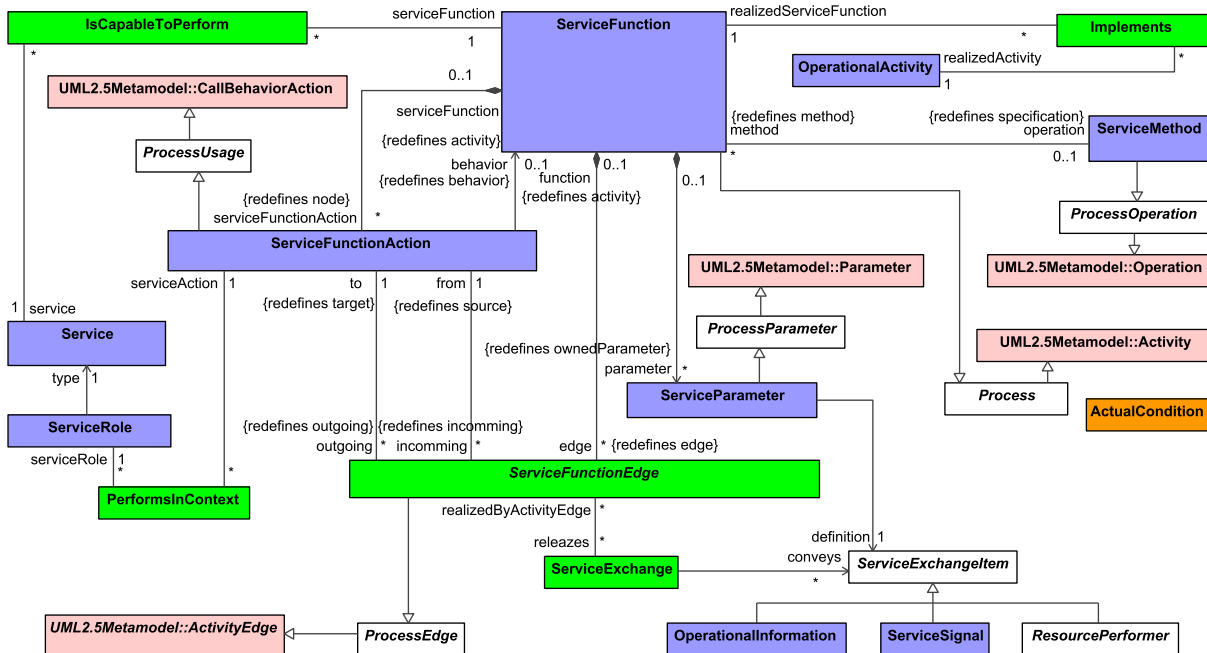 IsCapableToPerform
serviceFunction
ServiceFunction
realizedServiceFunction
Implements
*
1
1
*
*
0..1
OperationalActivity
realizedActivity
1
*
UML2.5Metamodel::CallBehaviorAction
serviceFunction
{redefines activity}
{redefines method}
method
*
{redefines specification}
operation
0..1
ServiceMethod
ProcessUsage
behavior
{redefines behavior}
0..1
function
0..1
{redefines activity}
0..1
{redefines node}
serviceFunctionAction
*
ProcessOperation
ServiceFunctionAction
UML2.5Metamodel::Parameter
UML2.5Metamodel::Operation
serviceAction
1
to
1
from
1
{redefines target}
{redefines source}
1
service
ProcessParameter
Service
UML2.5Metamodel::Activity
{redefines ownedParameter}
parameter
*
type
1
ServiceParameter
Process
ActualCondition
ServiceRole
{redefines outgoing}
{redefines incomming}
outgoing
*
incomming
*
edge
*
{redefines edge}
serviceRole
1
*
*
ServiceFunctionEdge
PerformsInContext
realizedByActivityEdge
*
releazes
*
definition
1
conveys
*
ServiceExchange
ServiceExchangeItem
UML2.5Metamodel::ActivityEdge
ProcessEdge
OperationalInformation
ServiceSignal
ResourcePerformer